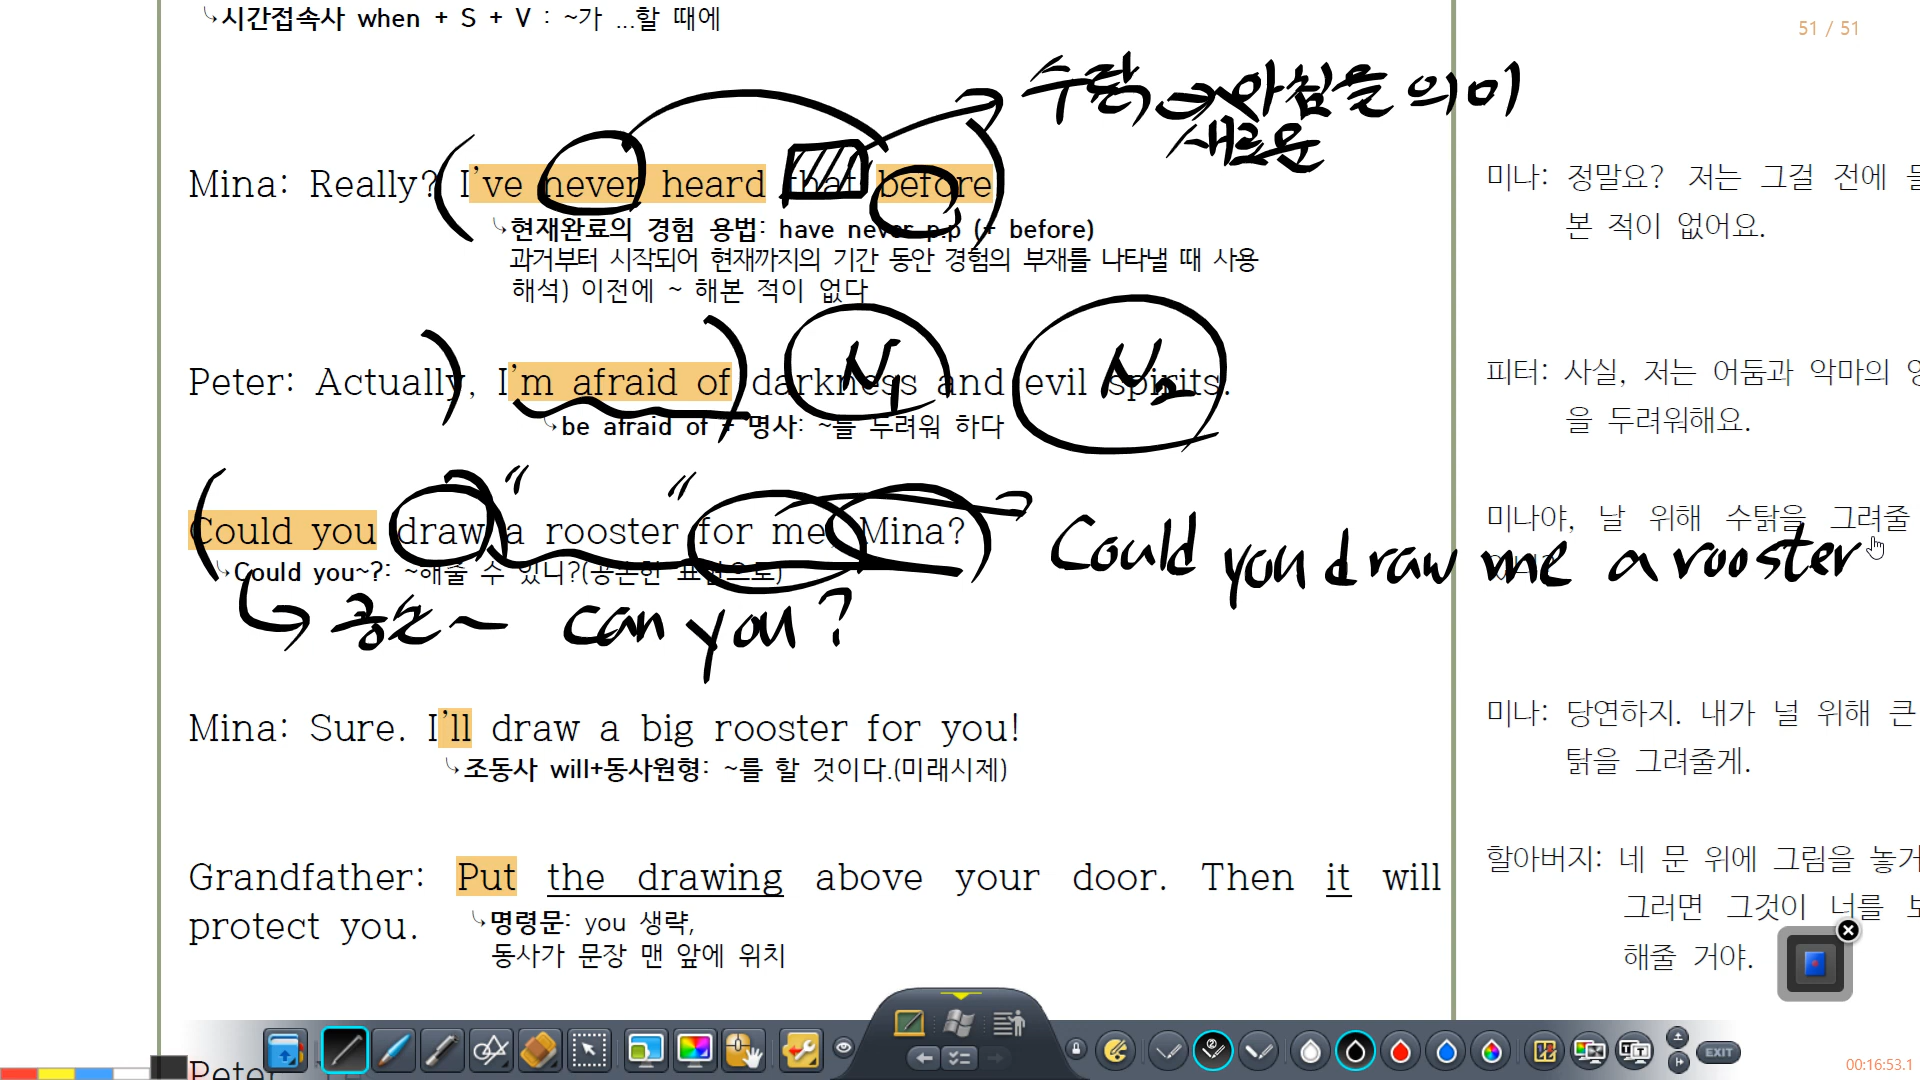 시간접속사 when + S + V : ~가 ...할 때에
51 / 51
수탉 → 아침을 의미
새로운
Mina: Really? I've never heard that before
미나: 정말요? 저는 그걸 전에
본 적이 없어요.
현재완료의 경험 용법: have never p.p (+ before)
과거부터 시작되어 현재까지의 기간 동안 경험의 부재를 나타낼 때 사용
해석) 이전에 ~ 해본 적이 없다
N1 N2
Peter: Actually, I'm afraid of darkness and evil spirits.
피터: 사실, 저는 어둠과 악마의
을 두려워해요.
be afraid of + 명사: ~를 두려워 하다
Could you draw a rooster for me, Mina?
미나야, 날 위해 수탉을 그려줄
Could you draw me a rooster
Could you~?: ~해줄 수 있니?(공손한 표현으로)
공손~ can you?
Mina: Sure. I'll draw a big rooster for you!
미나: 당연하지. 내가 널 위해 큰
탉을 그려줄게.
조동사 will+동사원형: ~를 할 것이다.(미래시제)
Grandfather: Put the drawing above your door. Then it will
protect you.
할아버지: 네 문 위에 그림을 놓거
그러면 그것이 너를
해줄 거야.
명령문: you 생략,
동사가 문장 맨 앞에 위치
Peter
EXIT
00:16:53.1